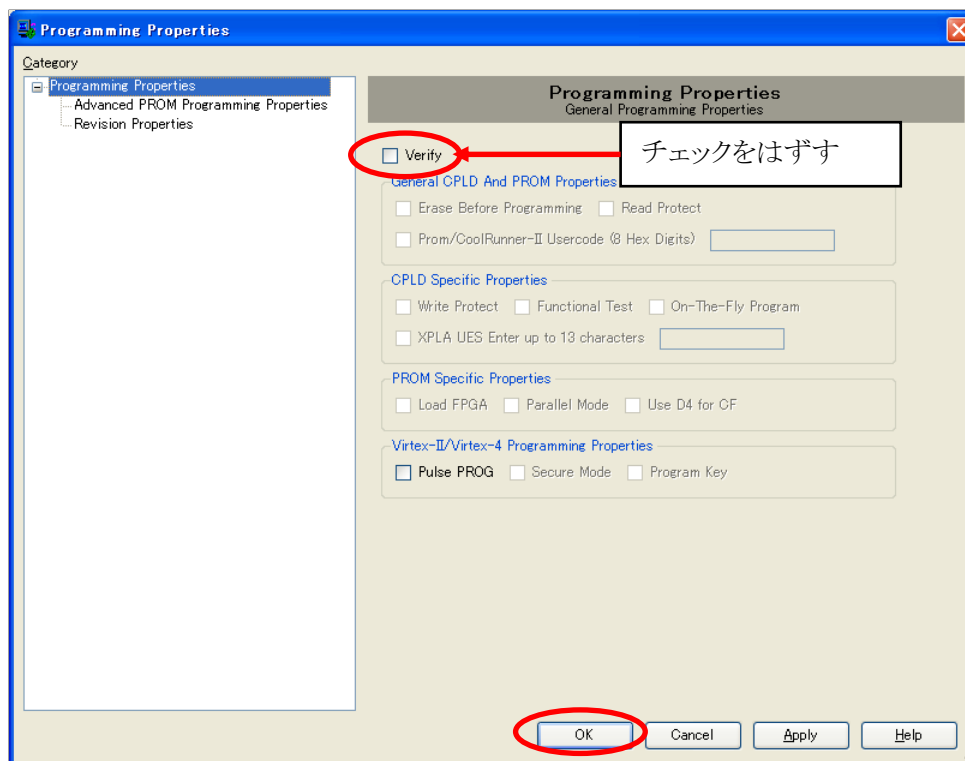 Programming Properties
Category
Programming Properties
Advanced PROM Programming Properties
Revision Properties
Programming Properties
General Programming Properties
Verify
チェックをはずす
General CPLD And PROM Properties
Erase Before Programming Read Protect
Prom/CoolRunner-II Usercode (8 Hex Digits)
CPLD Specific Properties
Write Protect Functional Test On-The-Fly Program
XPLA UES Enter up to 13 characters
PROM Specific Properties
Load FPGA Parallel Mode Use D4 for CF
Virtex-II/Virtex-4 Programming Properties
Pulse PROG Secure Mode Program Key
OK Cancel Apply Help